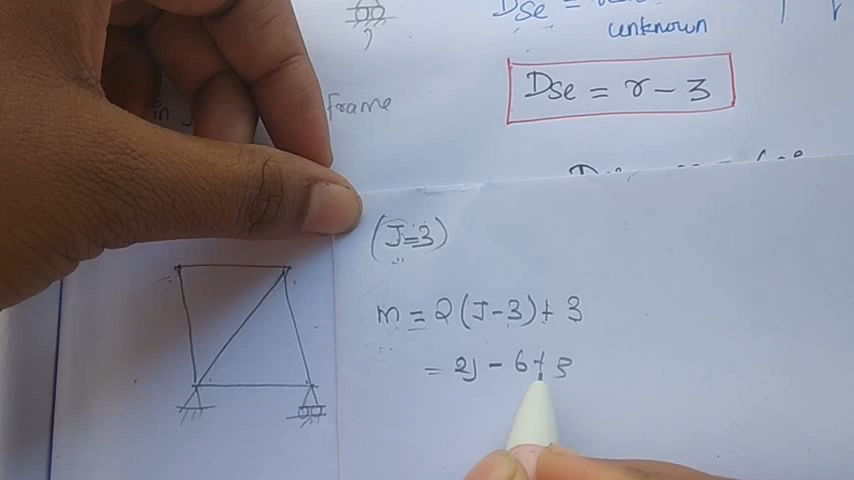 Dse =
unknown
frame
Dse = r - 3
(J=3)
m = 2(J-3)+3
= 2J - 6+3